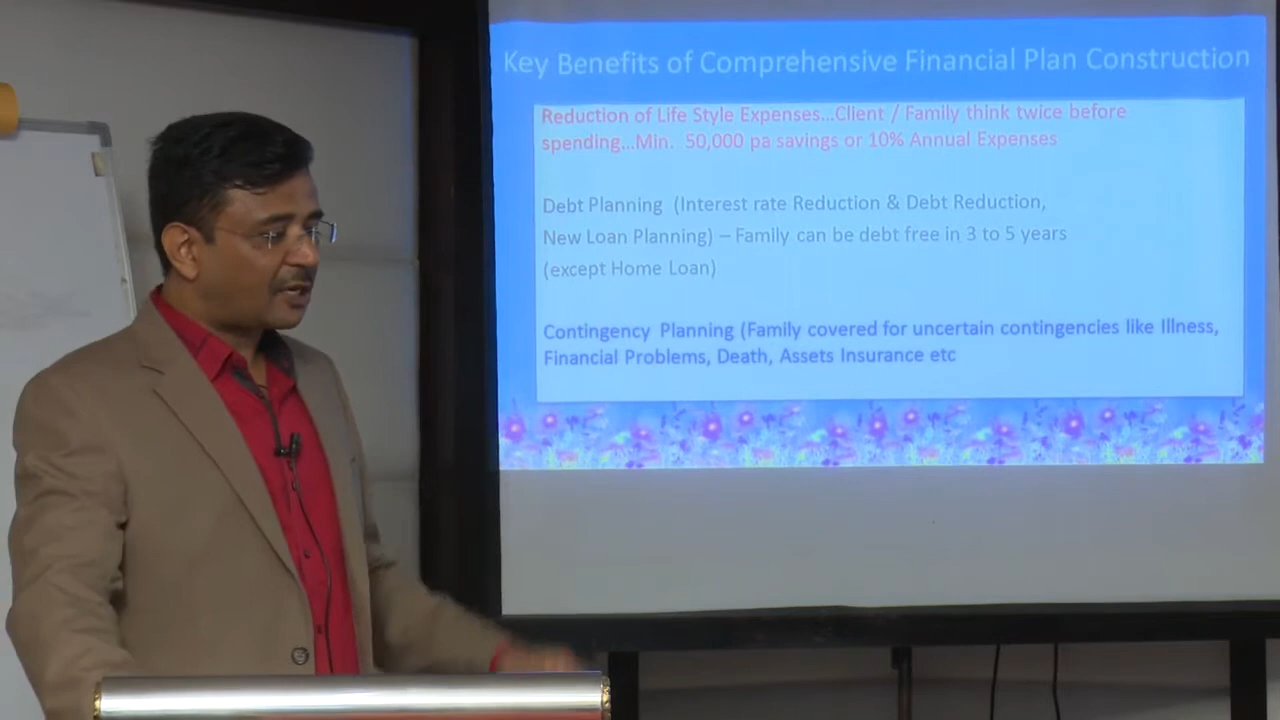 Key Benefits of Comprehensive Financial Plan Construction
Reduction of Life Style Expenses...Client / Family think twice before
spending...Min. 50,000 pa savings or 10% Annual Expenses
Debt Planning (Interest rate Reduction & Debt Reduction,
New Loan Planning) – Family can be debt free in 3 to 5 years
(except Home Loan)
Contingency Planning (Family covered for uncertain contingencies like Illness,
Financial Problems, Death, Assets Insurance etc